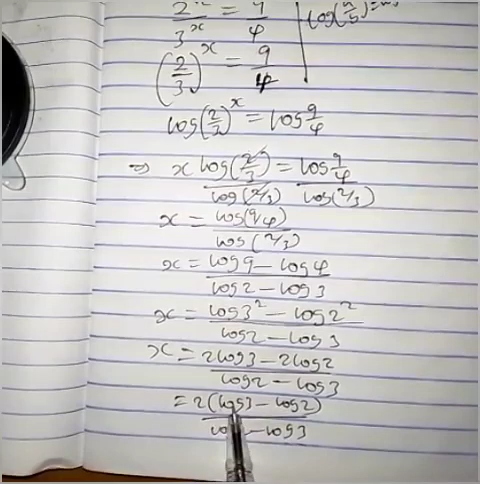 2^x/3^x = 9/4
(2/3)^x = 9/4
log(2/3)^x = log 9/4
⇒ x log(2/3)/log(2/3) = log 9/4/log(2/3)
x = log(9/4)/log(2/3)
x = log 9 - log 4/log 2 - log 3
x = log 3² - log 2²/log 2 - log 3
x = 2log 3 - 2log 2/log 2 - log 3
= 2(log 3 - log 2)/log - log 3